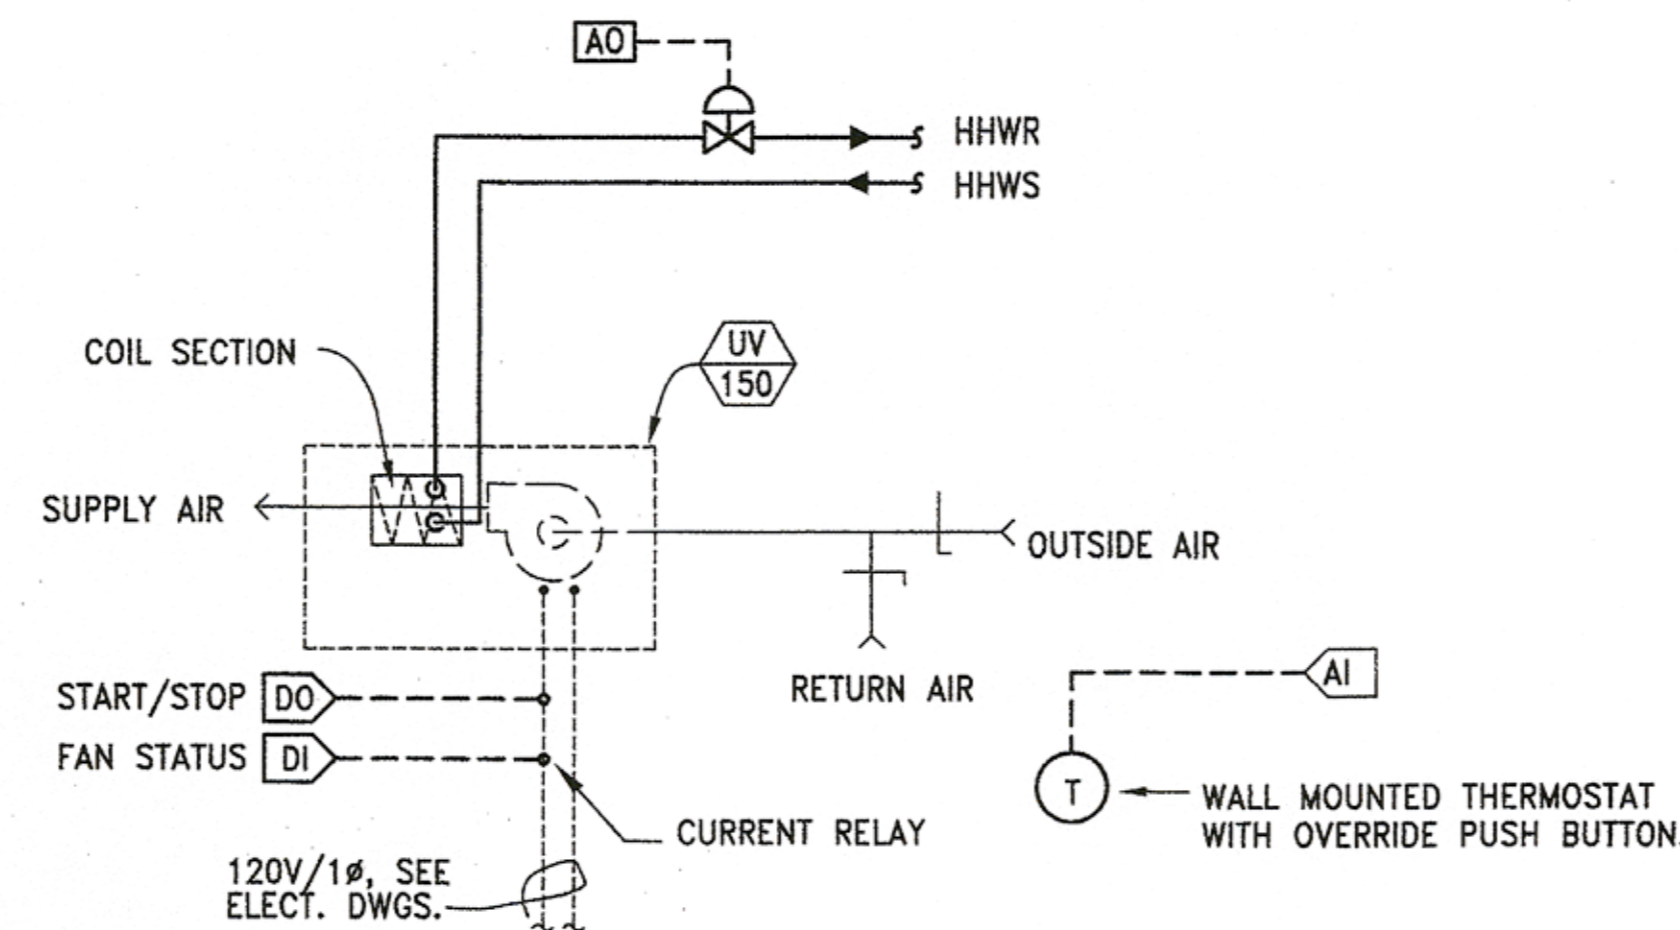 AO
HHWR
HHWS
COIL SECTION
UV
150
SUPPLY AIR
OUTSIDE AIR
RETURN AIR
START/STOP DO
FAN STATUS DI
AI
T
WALL MOUNTED THERMOSTAT
WITH OVERRIDE PUSH BUTTON.
CURRENT RELAY
120V/1ø, SEE
ELECT. DWGS.